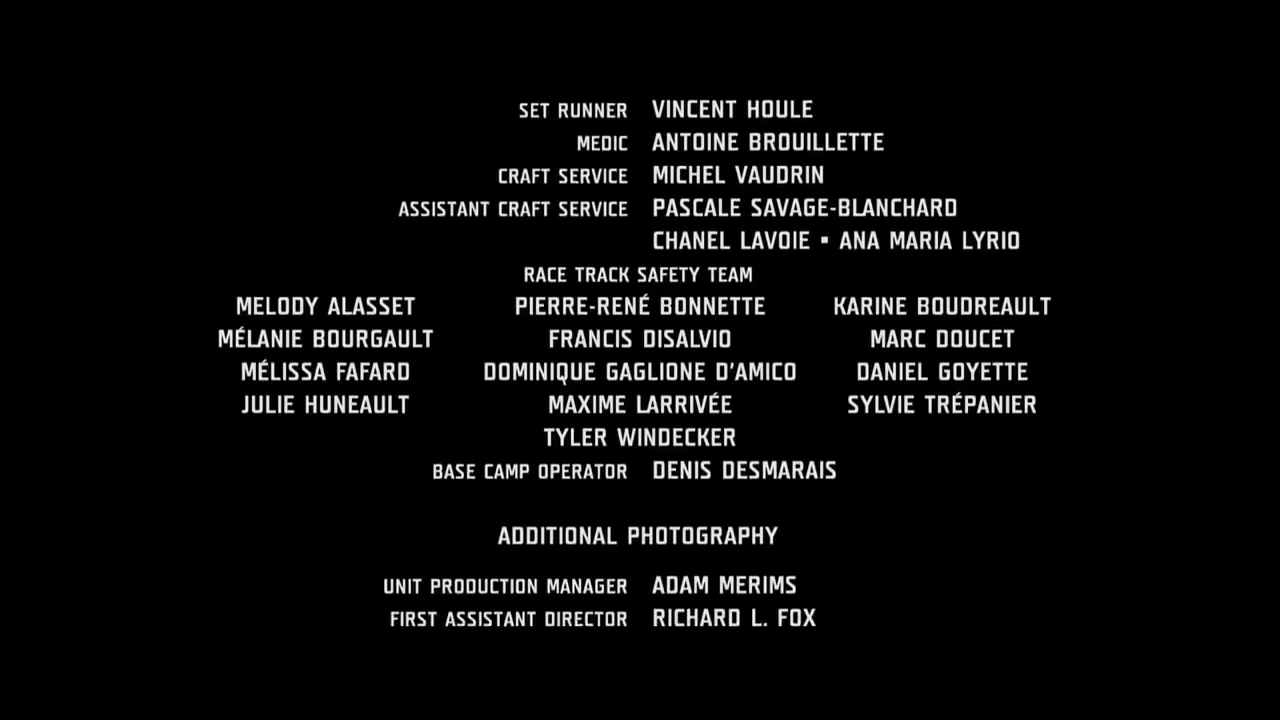 SET RUNNER VINCENT HOULE
MEDIC ANTOINE BROUILLETTE
CRAFT SERVICE MICHEL VAUDRIN
ASSISTANT CRAFT SERVICE PASCALE SAVAGE-BLANCHARD
CHANEL LAVOIE ▪ ANA MARIA LYRIO
RACE TRACK SAFETY TEAM
MELODY ALASSET PIERRE-RENÉ BONNETTE KARINE BOUDREAULT
MÉLANIE BOURGAULT FRANCIS DISALVIO MARC DOUCET
MÉLISSA FAFARD DOMINIQUE GAGLIONE D'AMICO DANIEL GOYETTE
JULIE HUNEAULT MAXIME LARRIVÉE SYLVIE TRÉPANIER
TYLER WINDECKER
BASE CAMP OPERATOR DENIS DESMARAIS
ADDITIONAL PHOTOGRAPHY
UNIT PRODUCTION MANAGER ADAM MERIMS
FIRST ASSISTANT DIRECTOR RICHARD L. FOX